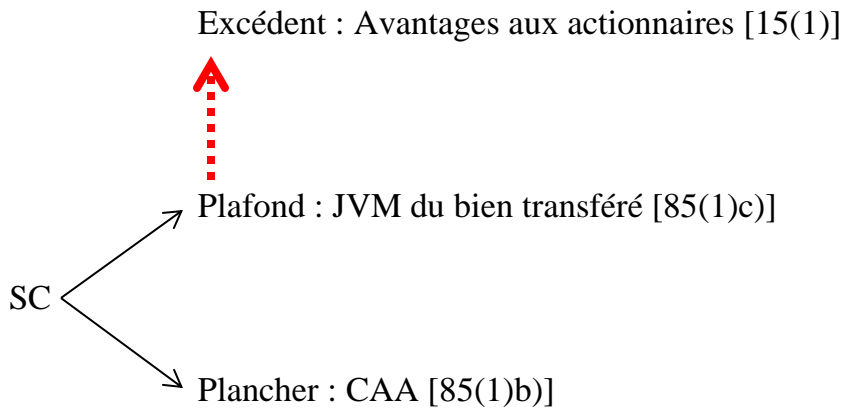 Excédent : Avantages aux actionnaires [15(1)]
Plafond : JVM du bien transféré [85(1)c)]
SC
Plancher : CAA [85(1)b)]